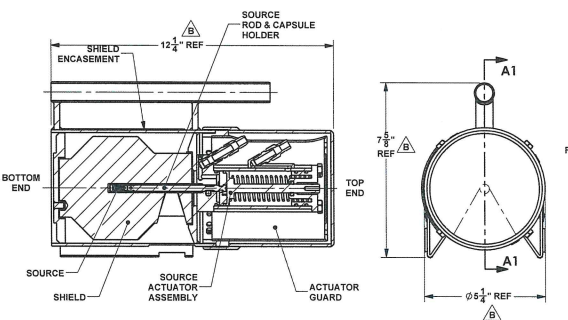 SOURCE
ROD & CAPSULE
HOLDER
B
12 1/4" REF
SHIELD
ENCASEMENT
BOTTOM
END
TOP
END
SOURCE
SHIELD
SOURCE
ACTUATOR
ASSEMBLY
ACTUATOR
GUARD
A1
7 5/8"
REF
B
A1
Ø5 1/4" REF
B